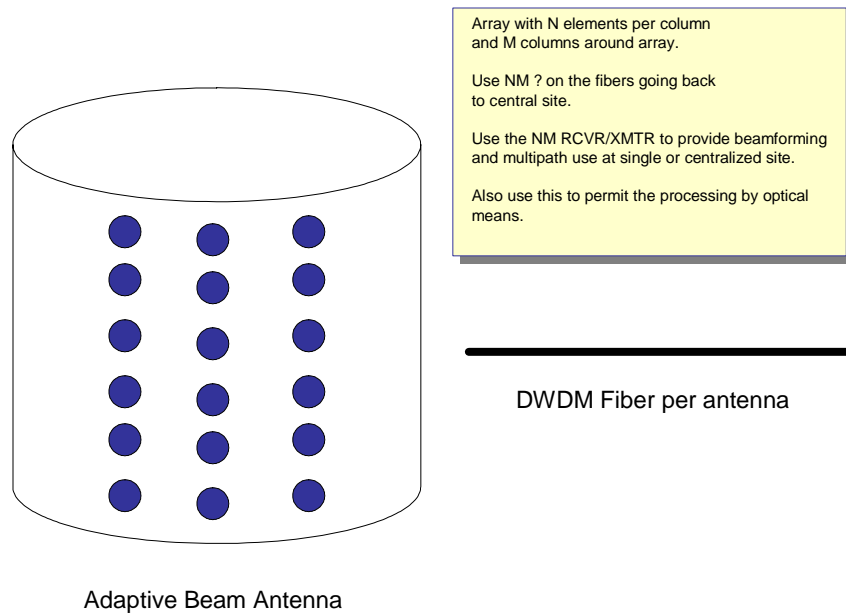 Array with N elements per column
and M columns around array.
Use NM ? on the fibers going back
to central site.
Use the NM RCVR/XMTR to provide beamforming
and multipath use at single or centralized site.
Also use this to permit the processing by optical
means.
DWDM Fiber per antenna
Adaptive Beam Antenna